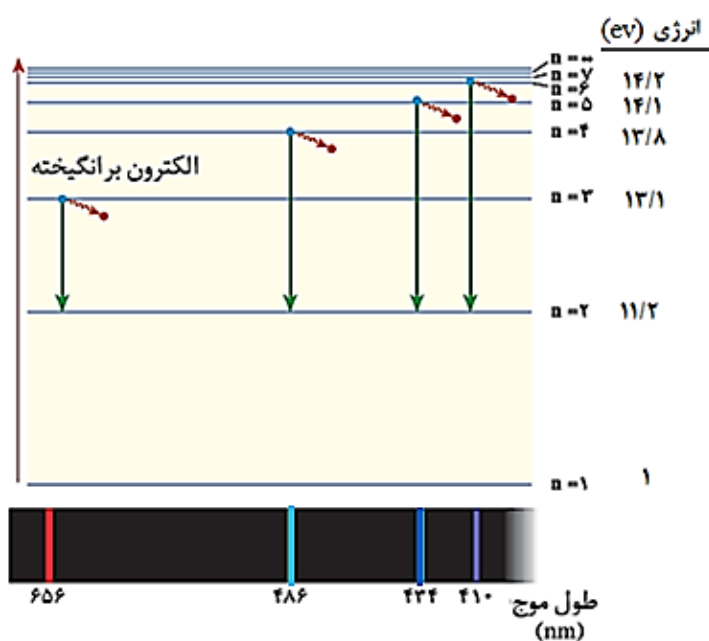 انرژی (ev)
n = ∞
n = ۷ ۱۴/۲
n = ۶
n = ۵ ۱۴/۱
n = ۴ ۱۳/۸
الکترون برانگیخته
n = ۳ ۱۳/۱
n = ۲ ۱۱/۲
n = ۱ ۱
۶۵۶ ۴۸۶ ۴۳۴ ۴۱۰ طول موج
(nm)